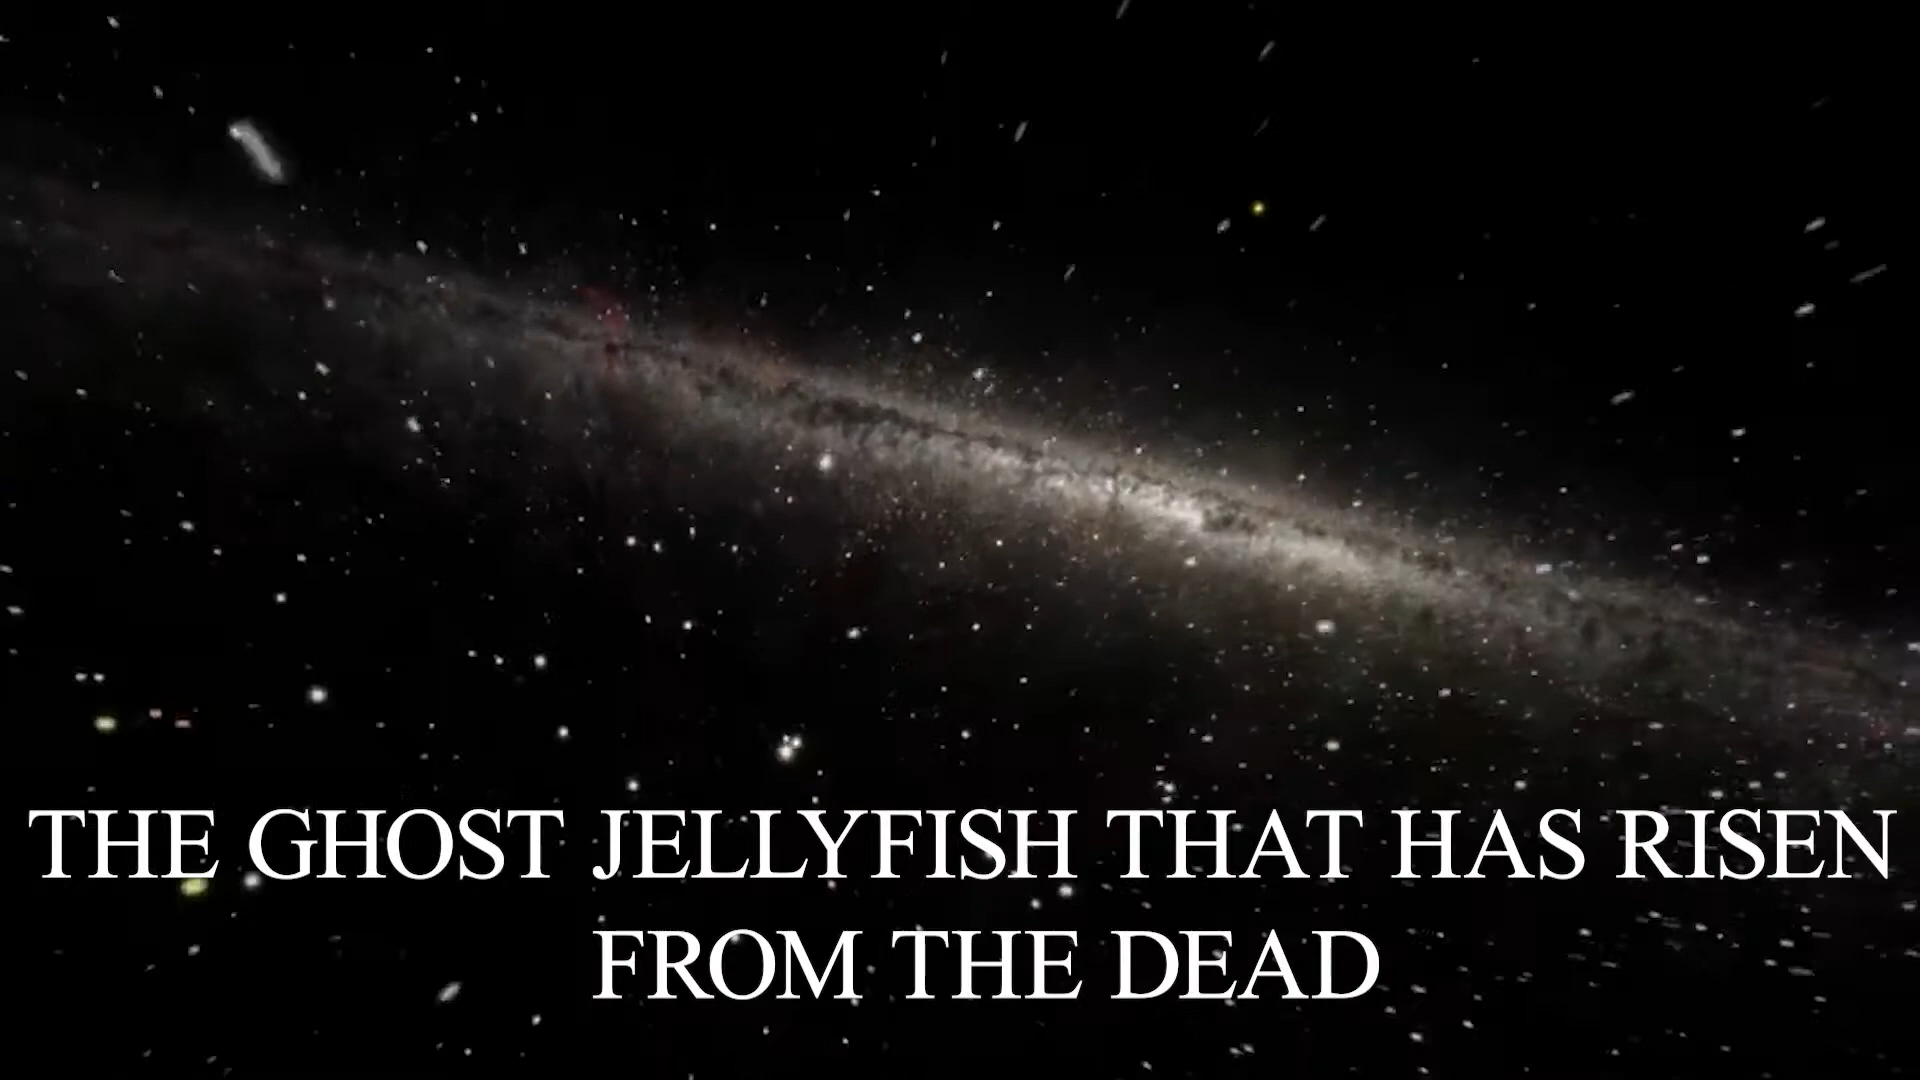 THE GHOST JELLYFISH THAT HAS RISEN
FROM THE DEAD